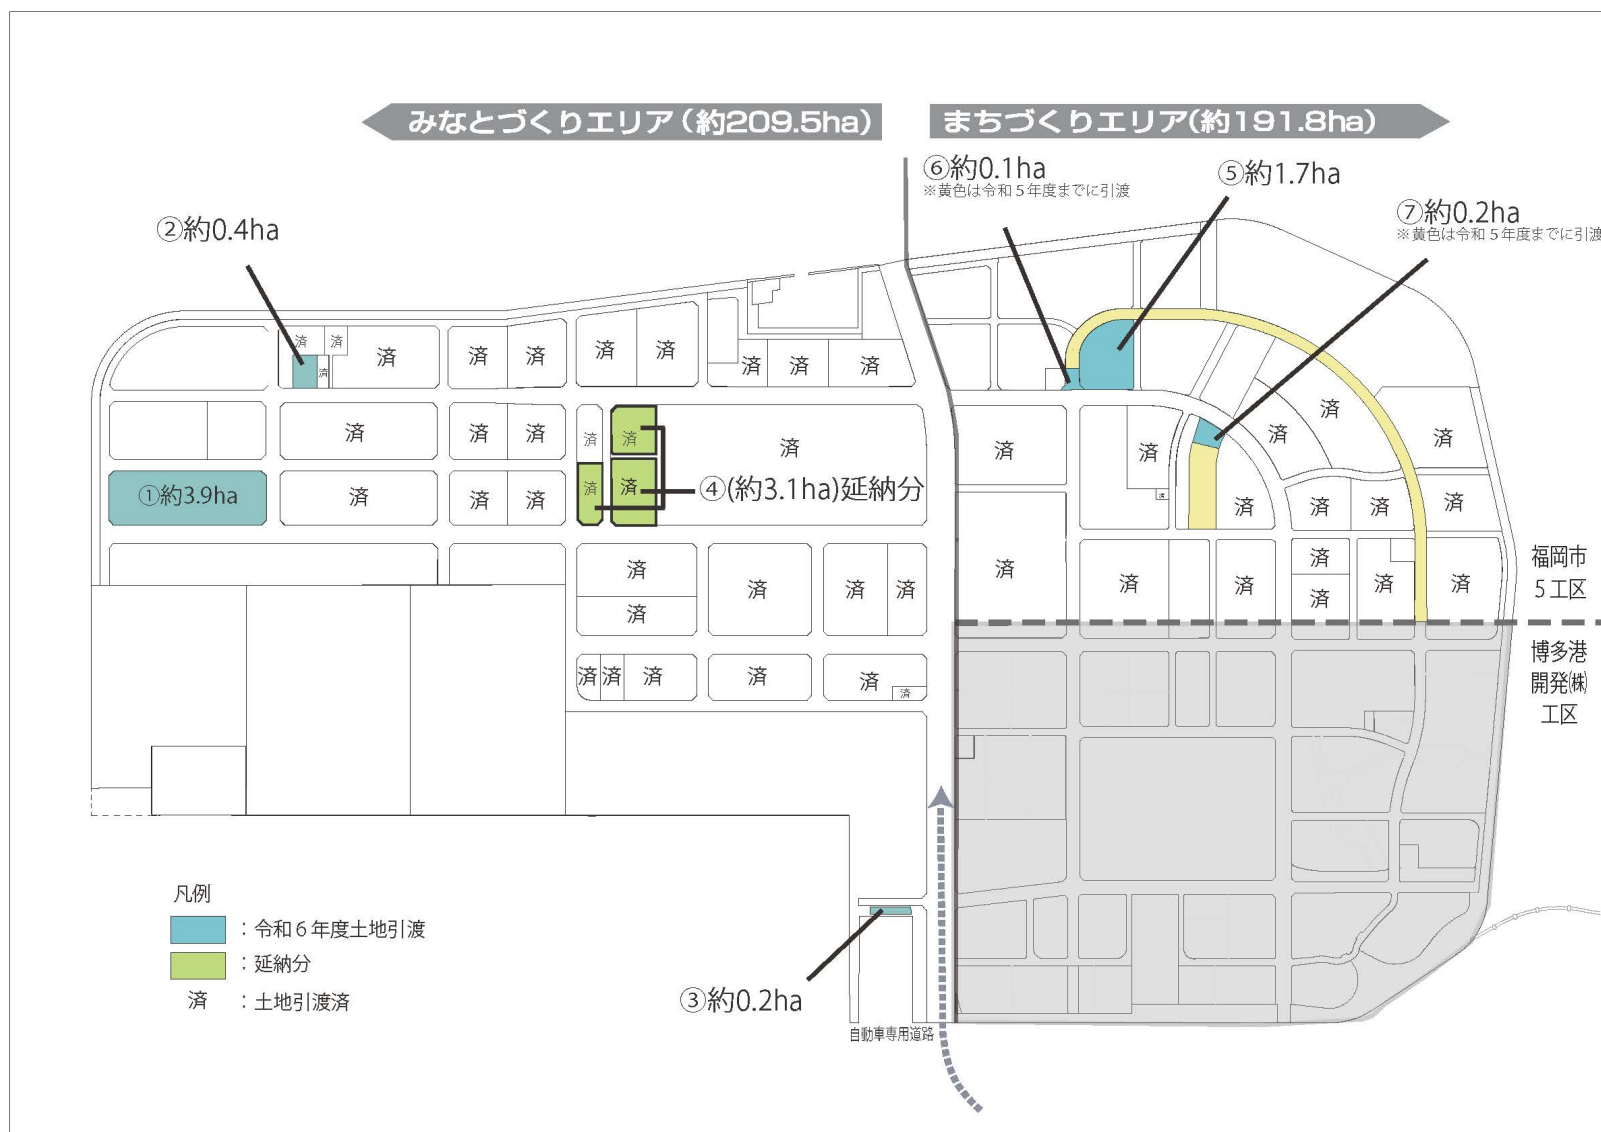 みなとづくりエリア（約209.5ha）
まちづくりエリア(約191.8ha)
⑥約0.1ha
※黄色は令和５年度までに引渡
⑤約1.7ha
⑦約0.2ha
※黄色は令和５年度までに引渡
②約0.4ha
済 済 済 済 済 済 済 済 済 済
済
済
済 済 済 済 済 済 済 済 済 済 済 済
①約3.9ha
済 済 済 済 済
④(約3.1ha)延納分
済 済 済 済 済
済 済 済 済 済 済 済 済 済 済
済 済
福岡市
５工区
済 済 済 済 済 済
博多港
開発㈱
工区
凡例
：令和６年度土地引渡
：延納分
済 ：土地引渡済
③約0.2ha
自動車専用道路